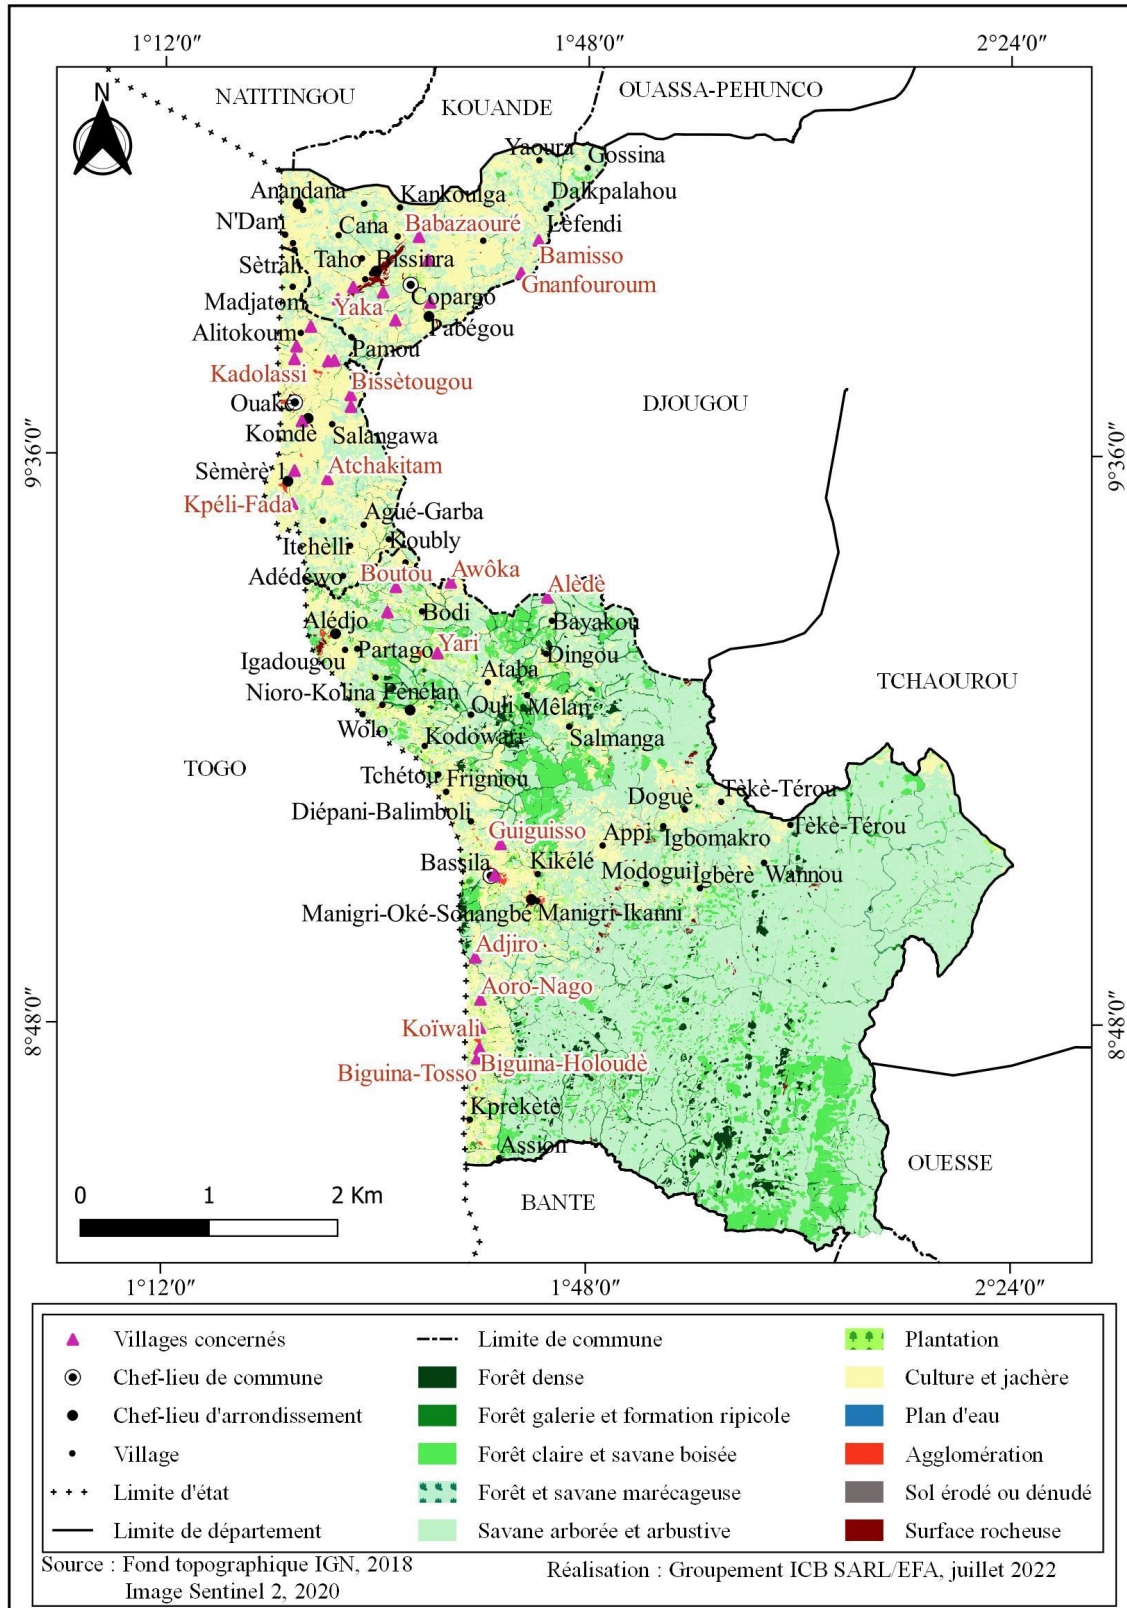 1°12′0″ 1°48′0″ 2°24′0″
N
NATITINGOU
KOUANDE
OUASSA-PEHUNCO
Yaoura
Gossina
Anandana
Kankoulga
Dalkpalahou
N'Dam
Cana
Babazaouré
Léfendi
Taho
Bissinra
Bamisso
Sètrah
Gnanfouroum
Madjatom
Yaka
Copargo
Alitokoum
Pabégou
Pamou
Kadolassi
Bissètougou
DJOUGOU
Ouaké
Komdè
Salangawa
9°36′0″ 9°36′0″
Sèmèrè 1
Atchakitam
Kpéli-Fada
Agué-Garba
Itchèlli
Koubly
Adédéwo
Boutou
Awôka
Alèdè
Alédjo
Bodi
Bayakou
Igadougou
Partago
Yari
Dingou
Ataba
TCHAOUROU
Nioro-Kolina
Pénélan
Ouli
Mêlan
Wolo
Kodowari
Salmanga
TOGO
Tchétou
Frigniou
Diépani-Balimboli
Doguè
Tèkè-Térou
Guiguisso
Appi
Igbomakro
Tèkè-Térou
Bassila
Kikélé
Modogui
Igbèrè
Wannou
Manigri-Oké-Souangbé
Manigri-Ikanni
Adjiro
Aoro-Nago
Koïwali
8°48′0″ 8°48′0″
Biguina-Tosso
Biguina-Holoudè
Kprèkètè
Assion
OUESSE
BANTE
0 1 2 Km
1°12′0″ 1°48′0″ 2°24′0″
Villages concernés
Chef-lieu de commune
Chef-lieu d'arrondissement
Village
Limite d'état
Limite de département
Limite de commune
Forêt dense
Forêt galerie et formation ripicole
Forêt claire et savane boisée
Forêt et savane marécageuse
Savane arborée et arbustive
Plantation
Culture et jachère
Plan d'eau
Agglomération
Sol érodé ou dénudé
Surface rocheuse
Source : Fond topographique IGN, 2018
Image Sentinel 2, 2020
Réalisation : Groupement ICB SARL/EFA, juillet 2022